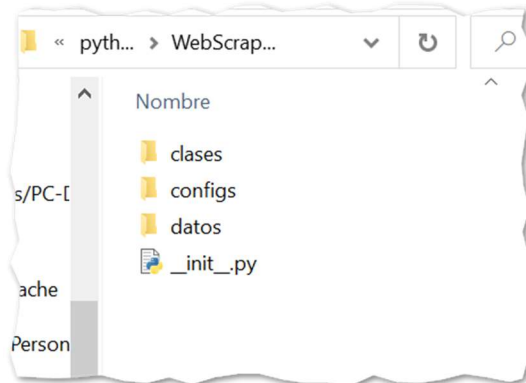 « pyth... > WebScrap...
Nombre
clases
s/PC-D
configs
datos
__init__.py
ache
Person